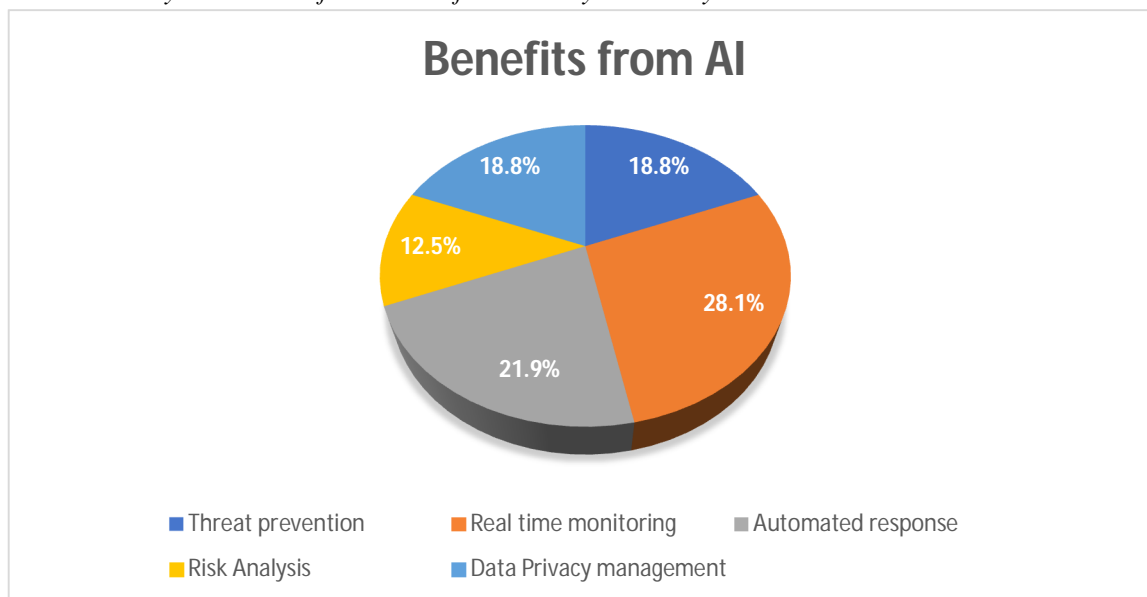 Benefits from AI
18.8% 18.8%
12.5%
28.1%
21.9%
Threat prevention Real time monitoring Automated response
Risk Analysis Data Privacy management